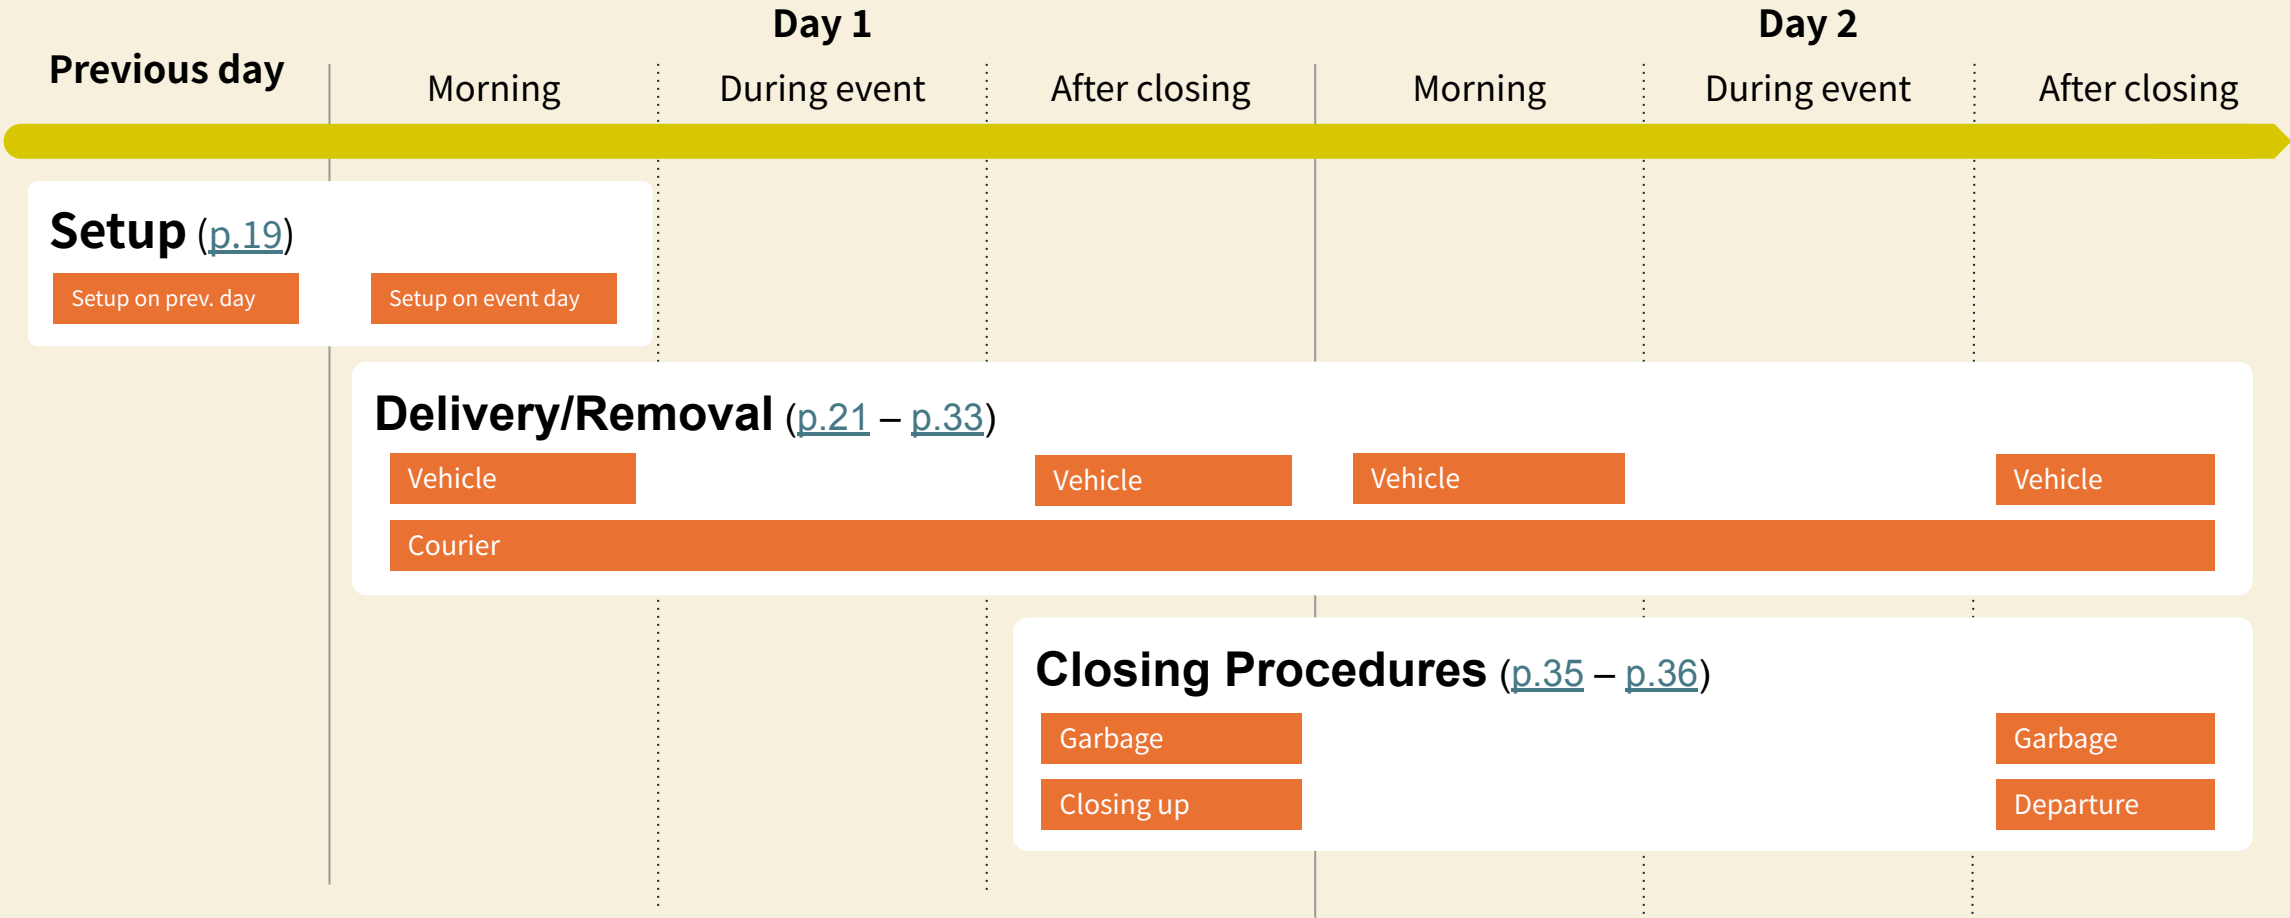 Day 1
Day 2
Previous day
Morning
During event
After closing
Morning
During event
After closing
Setup (p.19)
Setup on prev. day
Setup on event day
Delivery/Removal (p.21 – p.33)
Vehicle
Vehicle
Vehicle
Vehicle
Courier
Closing Procedures (p.35 – p.36)
Garbage
Garbage
Closing up
Departure